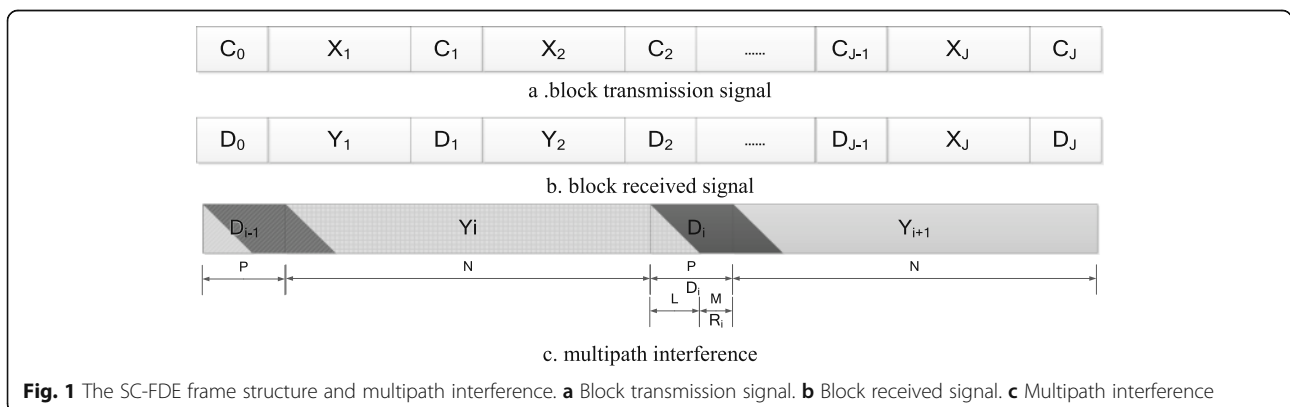 C0 X1 C1 X2 C2 ...... CJ-1 XJ CJ
a .block transmission signal
D0 Y1 D1 Y2 D2 ...... DJ-1 XJ DJ
b. block received signal
Di-1 Yi Di Yi+1
P N P N
Di
L M
Ri
c. multipath interference
Fig. 1 The SC-FDE frame structure and multipath interference. a Block transmission signal. b Block received signal. c Multipath interference